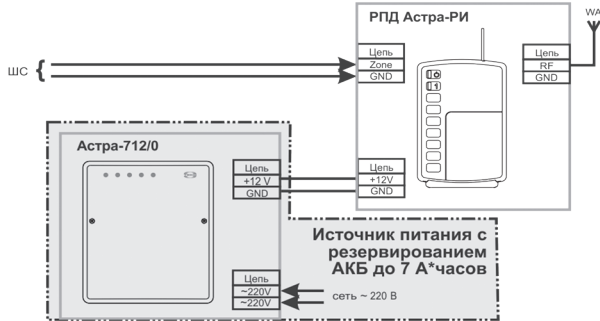 РПД Астра-РИ
WA
Цепь
Zone
GND
Цепь
RF
GND
ШС
Астра-712/0
Цепь
+12 V
GND
Цепь
+12V
GND
Источник питания с
резервированием
АКБ до 7 А*часов
Цепь
~220V
~220V
сеть ~ 220 В